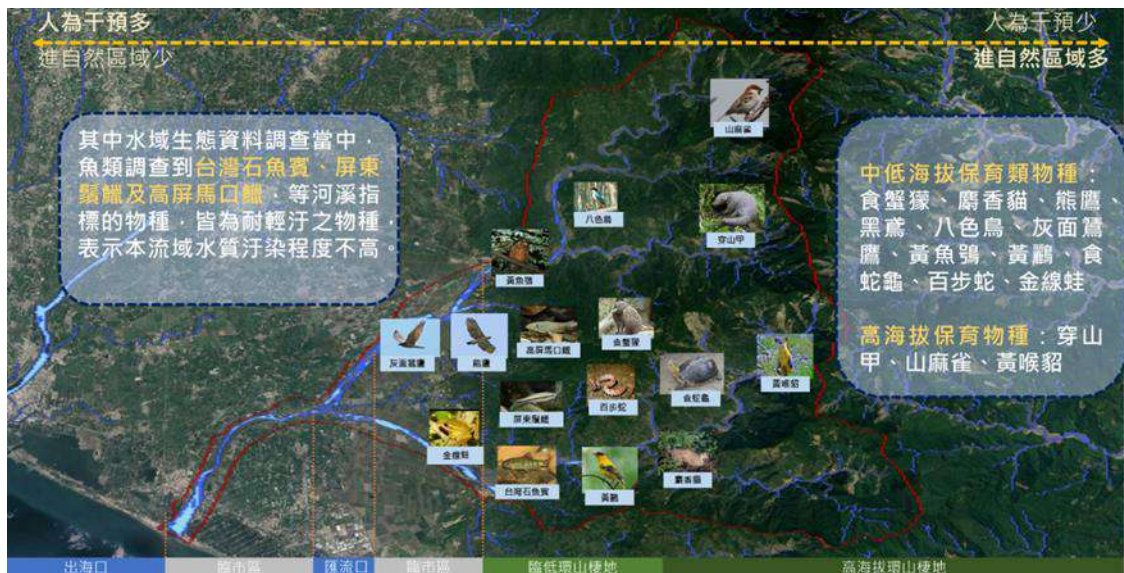 人為干預多
人為干預少
進自然區域少
進自然區域多
其中水域生態資料調查當中，
魚類調查到台灣石魚賓、屏東
鬚鱲及高屏馬口鱲，等河溪指
標的物種，皆為耐輕汙之物種，
表示本流域水質汙染程度不高。
中低海拔保育類物種：
食蟹獴、麝香貓、熊鷹、
黑鳶、八色鳥、灰面鵟
鷹、黃魚鴞、黃鸝、食
蛇龜、百步蛇、金線蛙
高海拔保育物種：穿山
甲、山麻雀、黃喉貂
山麻雀
八色鳥
穿山甲
黃魚鴞
灰面鵟鷹
熊鷹
高屏馬口鱲
食蟹獴
黃喉貂
食蛇龜
百步蛇
屏東鬚鱲
金線蛙
台灣石魚賓
黃鸝
麝香貓
出海口
臨市區
匯流口
臨市區
臨低環山棲地
高海拔環山棲地